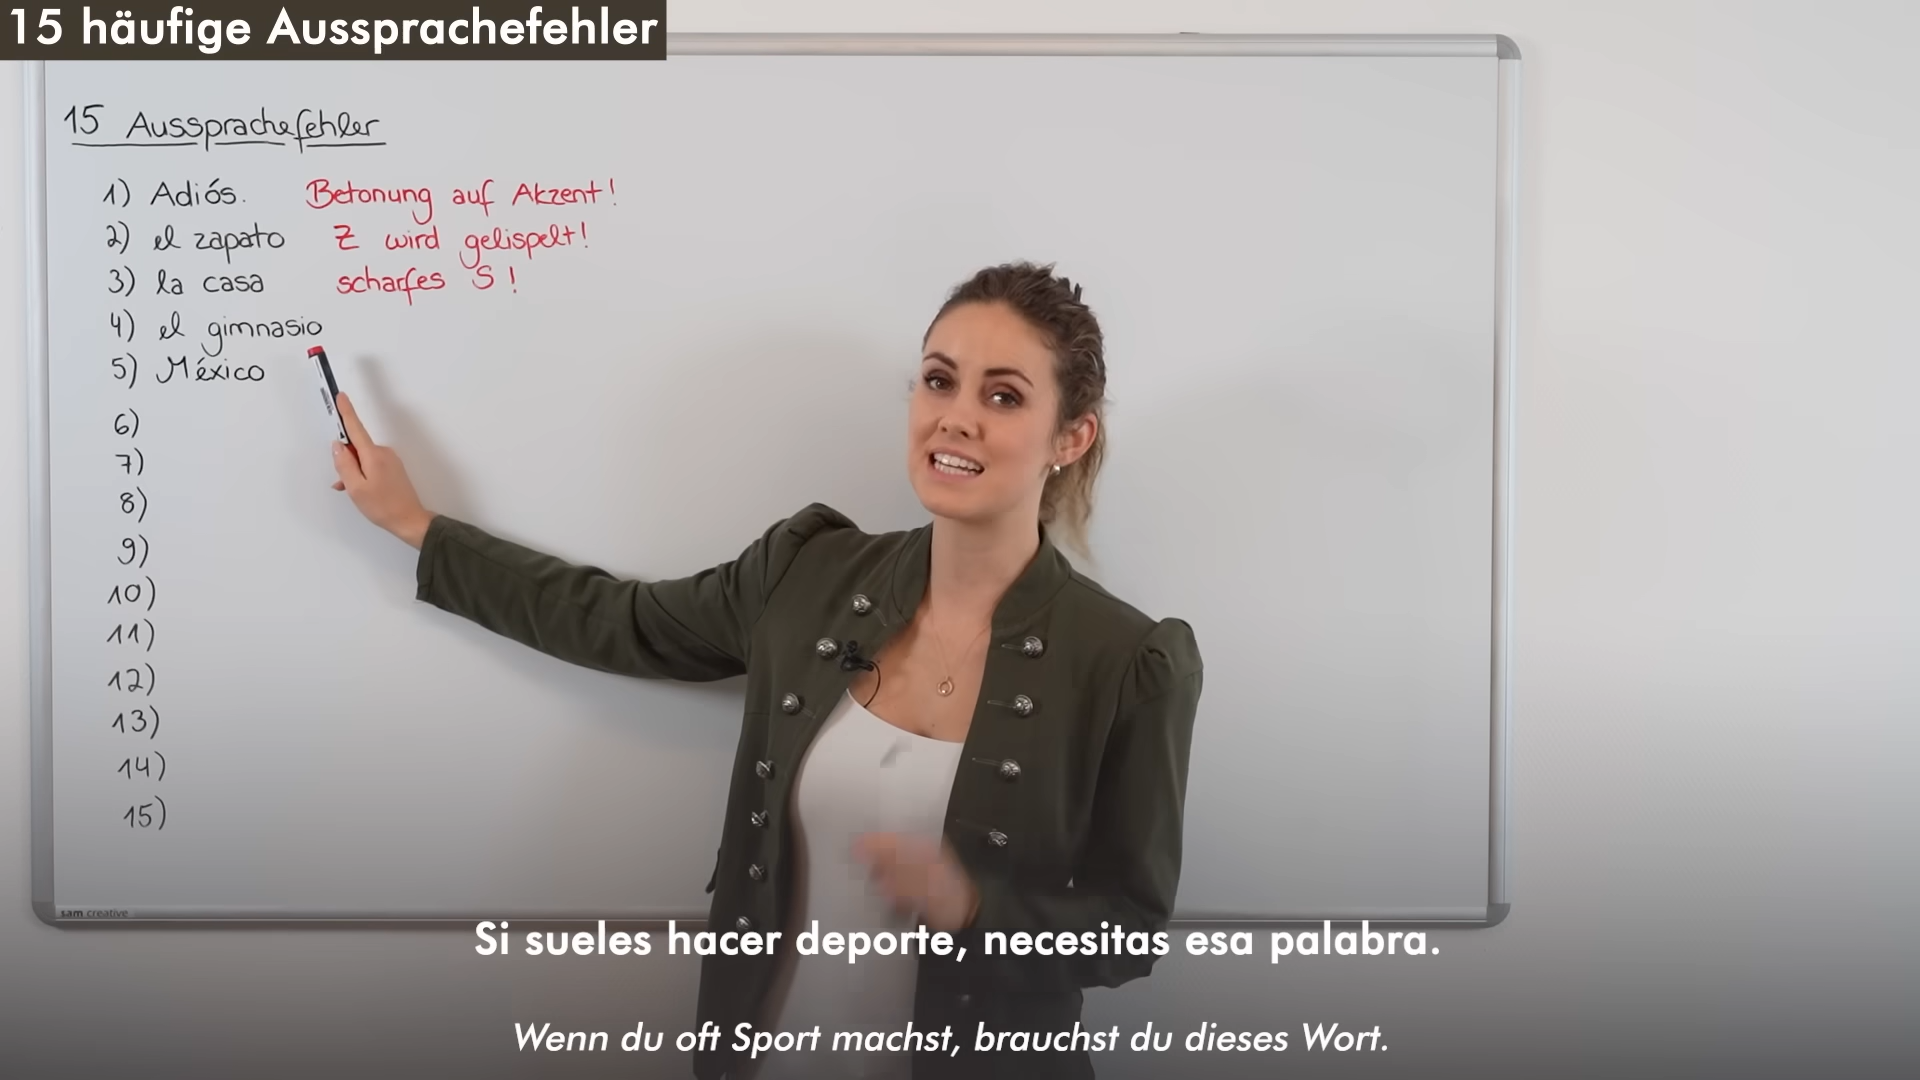 15 häufige Aussprachefehler
15 Aussprachefehler
1) Adiós. Betonung auf Akzent!
2) el zapato Z wird gelispelt!
3) la casa scharfes S!
4) el gimnasio
5) México
6)
7)
8)
9)
10)
11)
12)
13)
14)
15)
sam creative
Si sueles hacer deporte, necesitas esa palabra.
Wenn du oft Sport machst, brauchst du dieses Wort.